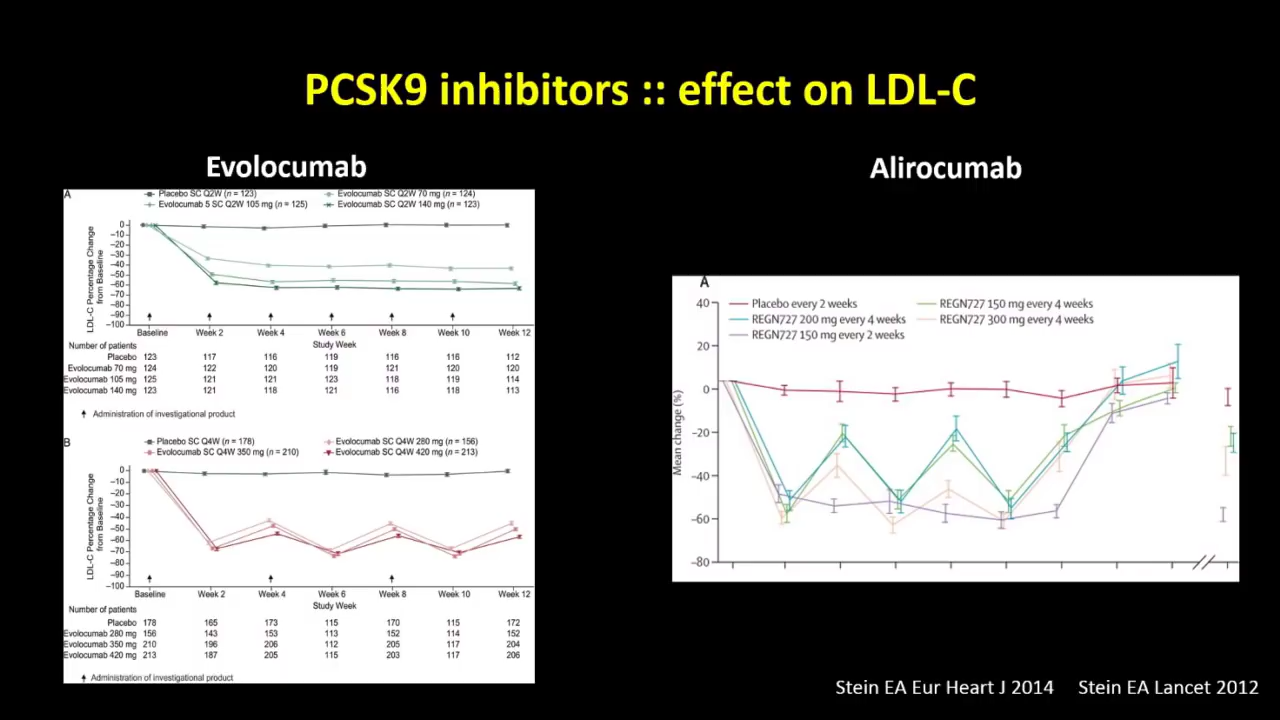 PCSK9 inhibitors :: effect on LDL-C
Evolocumab
A
Placebo SC Q2W (n = 123)
Evolocumab SC Q2W 70 mg (n = 124)
Evolocumab 5 SC Q2W 105 mg (n = 125)
Evolocumab SC Q2W 140 mg (n = 123)
LDL-C Percentage Change
from Baseline
0
−10
−20
−30
−40
−50
−60
−70
−80
−90
−100
Baseline Week 2 Week 4 Week 6 Week 8 Week 10 Week 12
Study Week
Number of patients
Placebo 123 117 116 119 116 116 112
Evolocumab 70 mg 124 122 120 119 121 120 120
Evolocumab 105 mg 125 121 121 123 118 119 114
Evolocumab 140 mg 123 121 118 121 116 118 113
Administration of investigational product
B
Placebo SC Q4W (n = 178)
Evolocumab SC Q4W 280 mg (n = 156)
Evolocumab SC Q4W 350 mg (n = 210)
Evolocumab SC Q4W 420 mg (n = 213)
LDL-C Percentage Change
from Baseline
0
−10
−20
−30
−40
−50
−60
−70
−80
−90
−100
Baseline Week 2 Week 4 Week 6 Week 8 Week 10 Week 12
Study Week
Number of patients
Placebo 178 165 173 115 170 115 172
Evolocumab 280 mg 156 143 153 113 152 114 152
Evolocumab 350 mg 210 196 206 112 205 117 204
Evolocumab 420 mg 213 187 205 115 203 117 206
Administration of investigational product
Alirocumab
A
Placebo every 2 weeks
REGN727 150 mg every 4 weeks
REGN727 200 mg every 4 weeks
REGN727 300 mg every 4 weeks
REGN727 150 mg every 2 weeks
Mean change (%)
40
20
0
−20
−40
−60
−80
Stein EA Eur Heart J 2014 Stein EA Lancet 2012